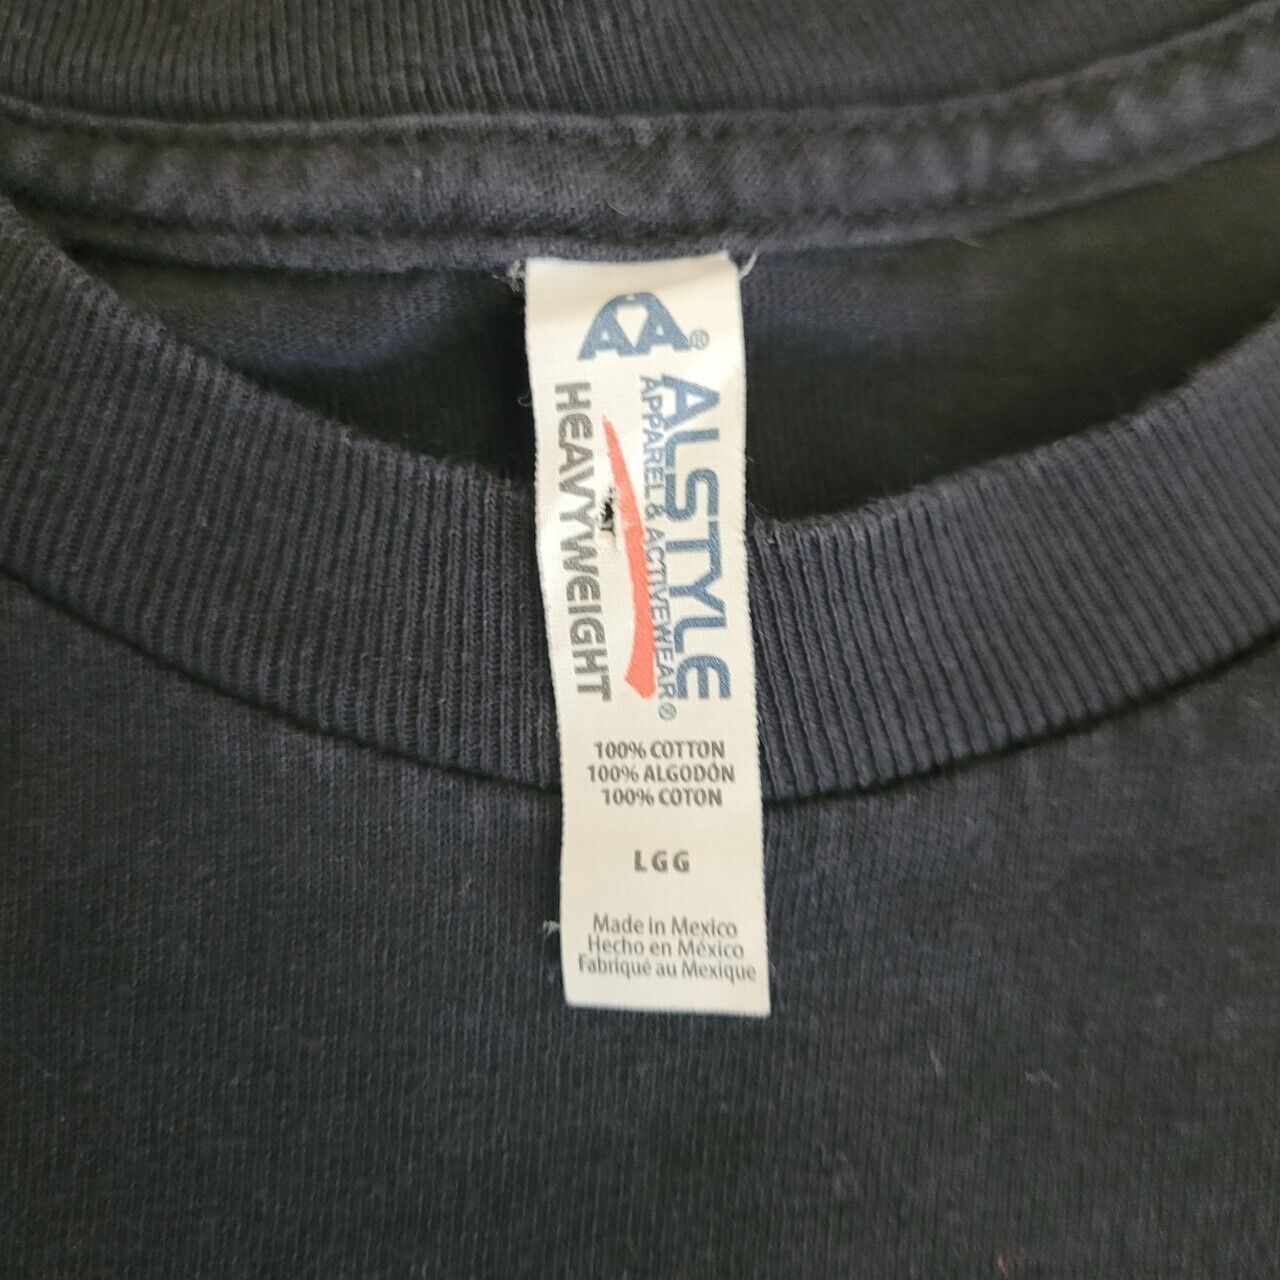 AA®
ALSTYLE
APPAREL & ACTIVEWEAR®
HEAVYWEIGHT
100% COTTON
100% ALGODÓN
100% COTON
L G G
Made in Mexico
Hecho en México
Fabriqué au Mexique